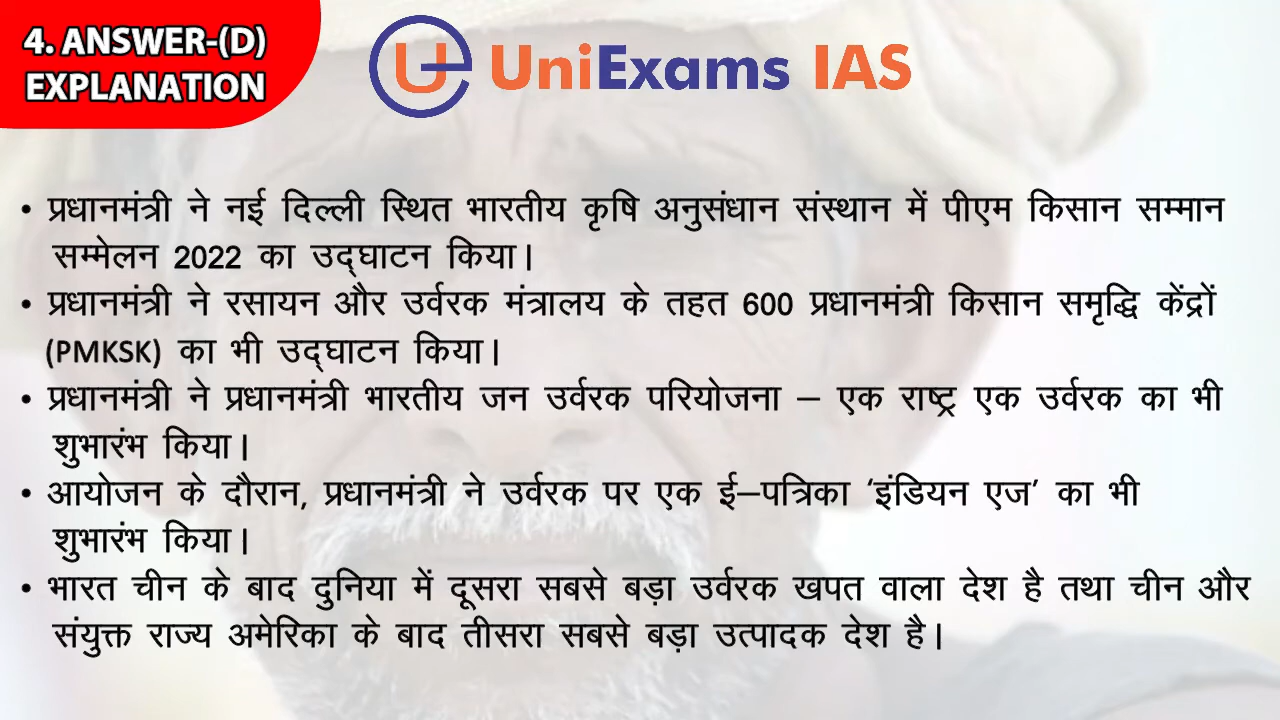 4. ANSWER-(D)
EXPLANATION
UniExams IAS
• प्रधानमंत्री ने नई दिल्ली स्थित भारतीय कृषि अनुसंधान संस्थान में पीएम किसान सम्मान
सम्मेलन 2022 का उद्घाटन किया।
• प्रधानमंत्री ने रसायन और उर्वरक मंत्रालय के तहत 600 प्रधानमंत्री किसान समृद्धि केंद्रों
(PMKSK) का भी उद्घाटन किया।
• प्रधानमंत्री ने प्रधानमंत्री भारतीय जन उर्वरक परियोजना – एक राष्ट्र एक उर्वरक का भी
शुभारंभ किया।
• आयोजन के दौरान, प्रधानमंत्री ने उर्वरक पर एक ई–पत्रिका ‘इंडियन एज’ का भी
शुभारंभ किया।
• भारत चीन के बाद दुनिया में दूसरा सबसे बड़ा उर्वरक खपत वाला देश है तथा चीन और
संयुक्त राज्य अमेरिका के बाद तीसरा सबसे बड़ा उत्पादक देश है।